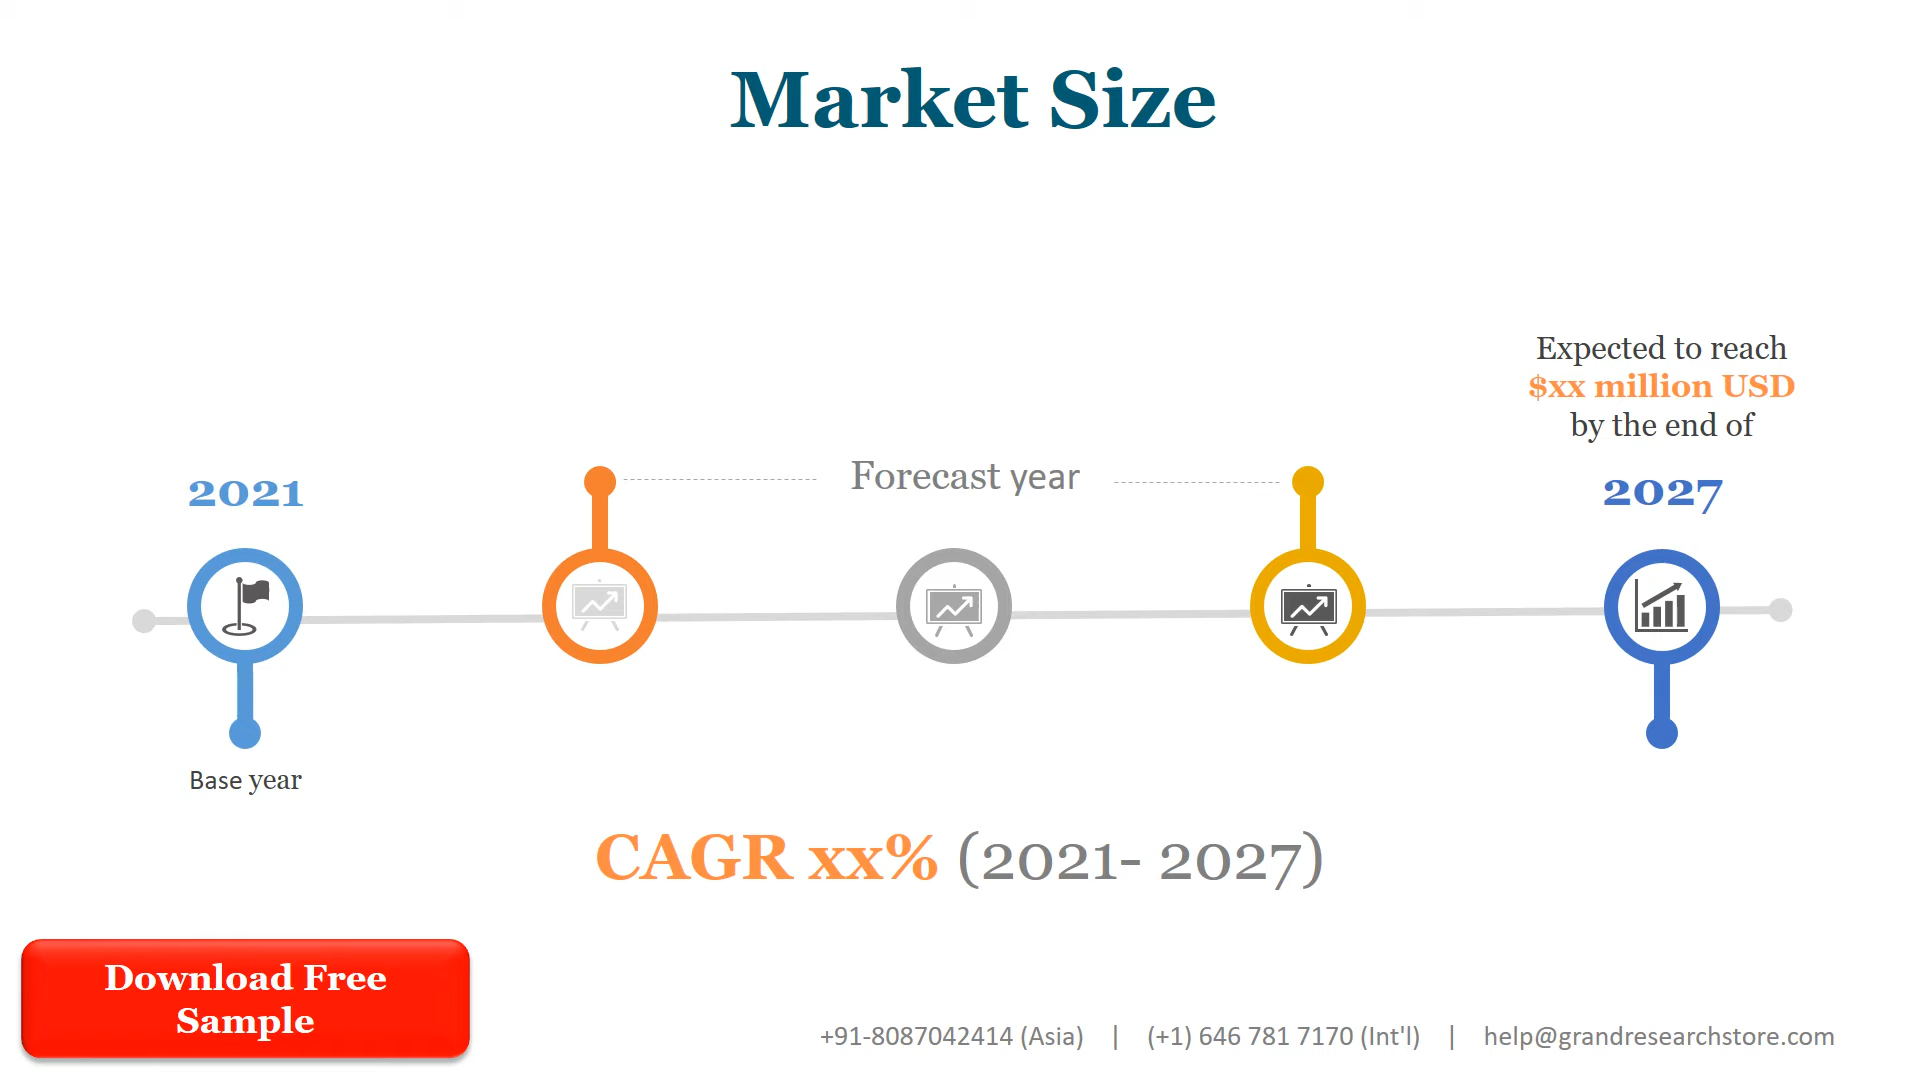 Market Size
Expected to reach
$xx million USD
by the end of
2021
Forecast year
2027
Base year
CAGR xx% (2021- 2027)
Download Free
Sample
+91-8087042414 (Asia) | (+1) 646 781 7170 (Int'l) | help@grandresearchstore.com